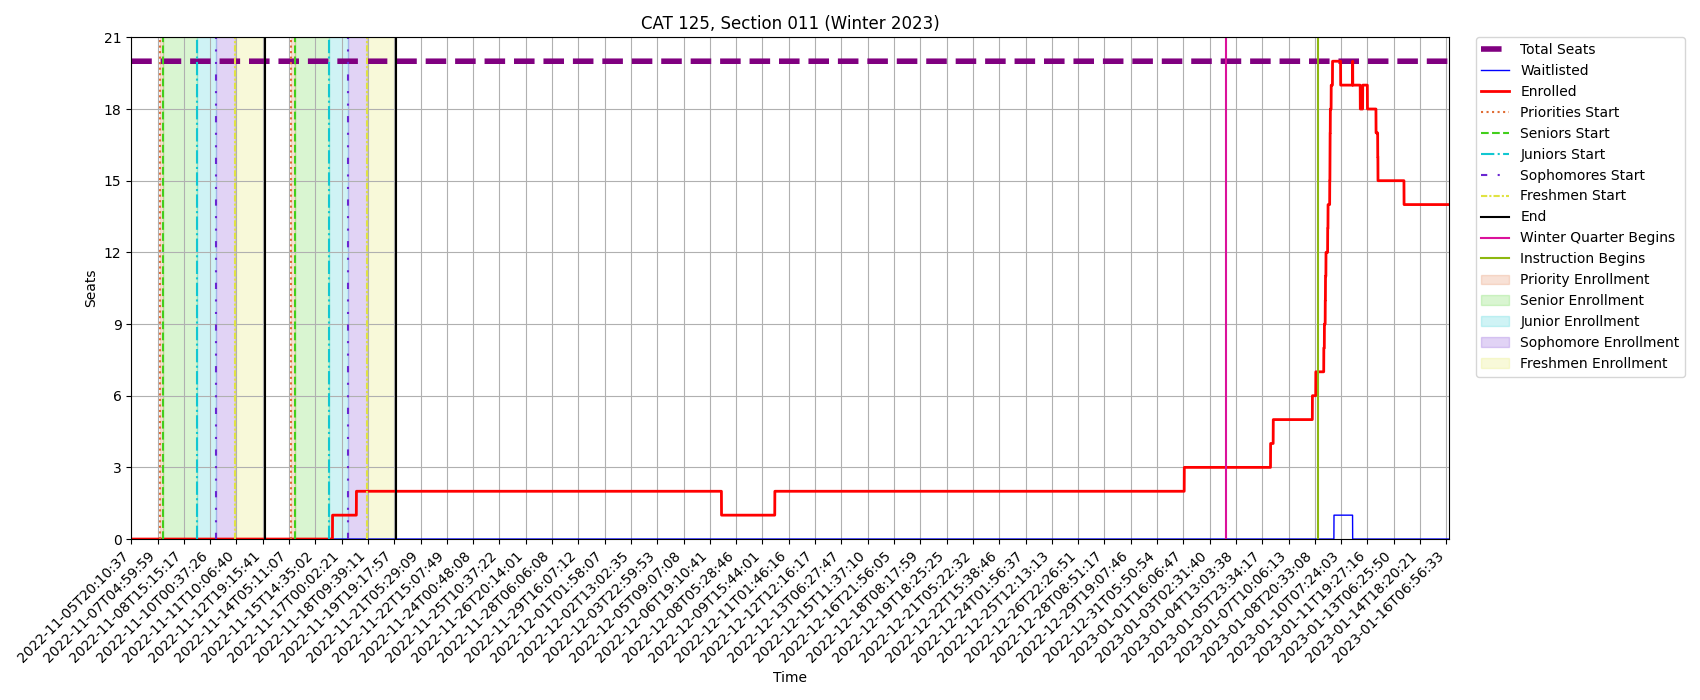 CAT 125, Section 011 (Winter 2023)
21
18
15
12
9
6
3
0
Seats
2022-11-05T20:10:37
2022-11-07T04:59:59
2022-11-08T15:15:17
2022-11-10T00:37:26
2022-11-11T10:06:40
2022-11-12T19:15:41
2022-11-14T05:11:07
2022-11-15T14:35:02
2022-11-17T00:02:21
2022-11-18T09:39:11
2022-11-19T19:17:57
2022-11-21T05:29:09
2022-11-22T15:07:49
2022-11-24T00:48:08
2022-11-25T10:37:22
2022-11-26T20:14:01
2022-11-28T06:06:08
2022-11-29T16:07:12
2022-12-01T01:58:07
2022-12-02T13:02:35
2022-12-03T22:59:53
2022-12-05T09:07:08
2022-12-06T19:10:41
2022-12-08T05:28:46
2022-12-09T15:44:01
2022-12-11T01:46:16
2022-12-12T12:16:17
2022-12-13T06:27:47
2022-12-15T11:37:10
2022-12-16T21:56:05
2022-12-18T08:17:59
2022-12-19T18:25:25
2022-12-21T05:22:32
2022-12-22T15:38:46
2022-12-24T01:56:37
2022-12-25T12:13:13
2022-12-26T22:26:51
2022-12-28T08:51:17
2022-12-29T19:07:46
2022-12-31T05:50:54
2023-01-01T16:06:47
2023-01-03T02:31:40
2023-01-04T13:03:38
2023-01-05T23:34:17
2023-01-07T10:06:13
2023-01-08T20:33:08
2023-01-10T07:24:03
2023-01-11T19:27:16
2023-01-13T06:25:50
2023-01-14T18:20:21
2023-01-16T06:56:33
Time
Total Seats
Waitlisted
Enrolled
Priorities Start
Seniors Start
Juniors Start
Sophomores Start
Freshmen Start
End
Winter Quarter Begins
Instruction Begins
Priority Enrollment
Senior Enrollment
Junior Enrollment
Sophomore Enrollment
Freshmen Enrollment